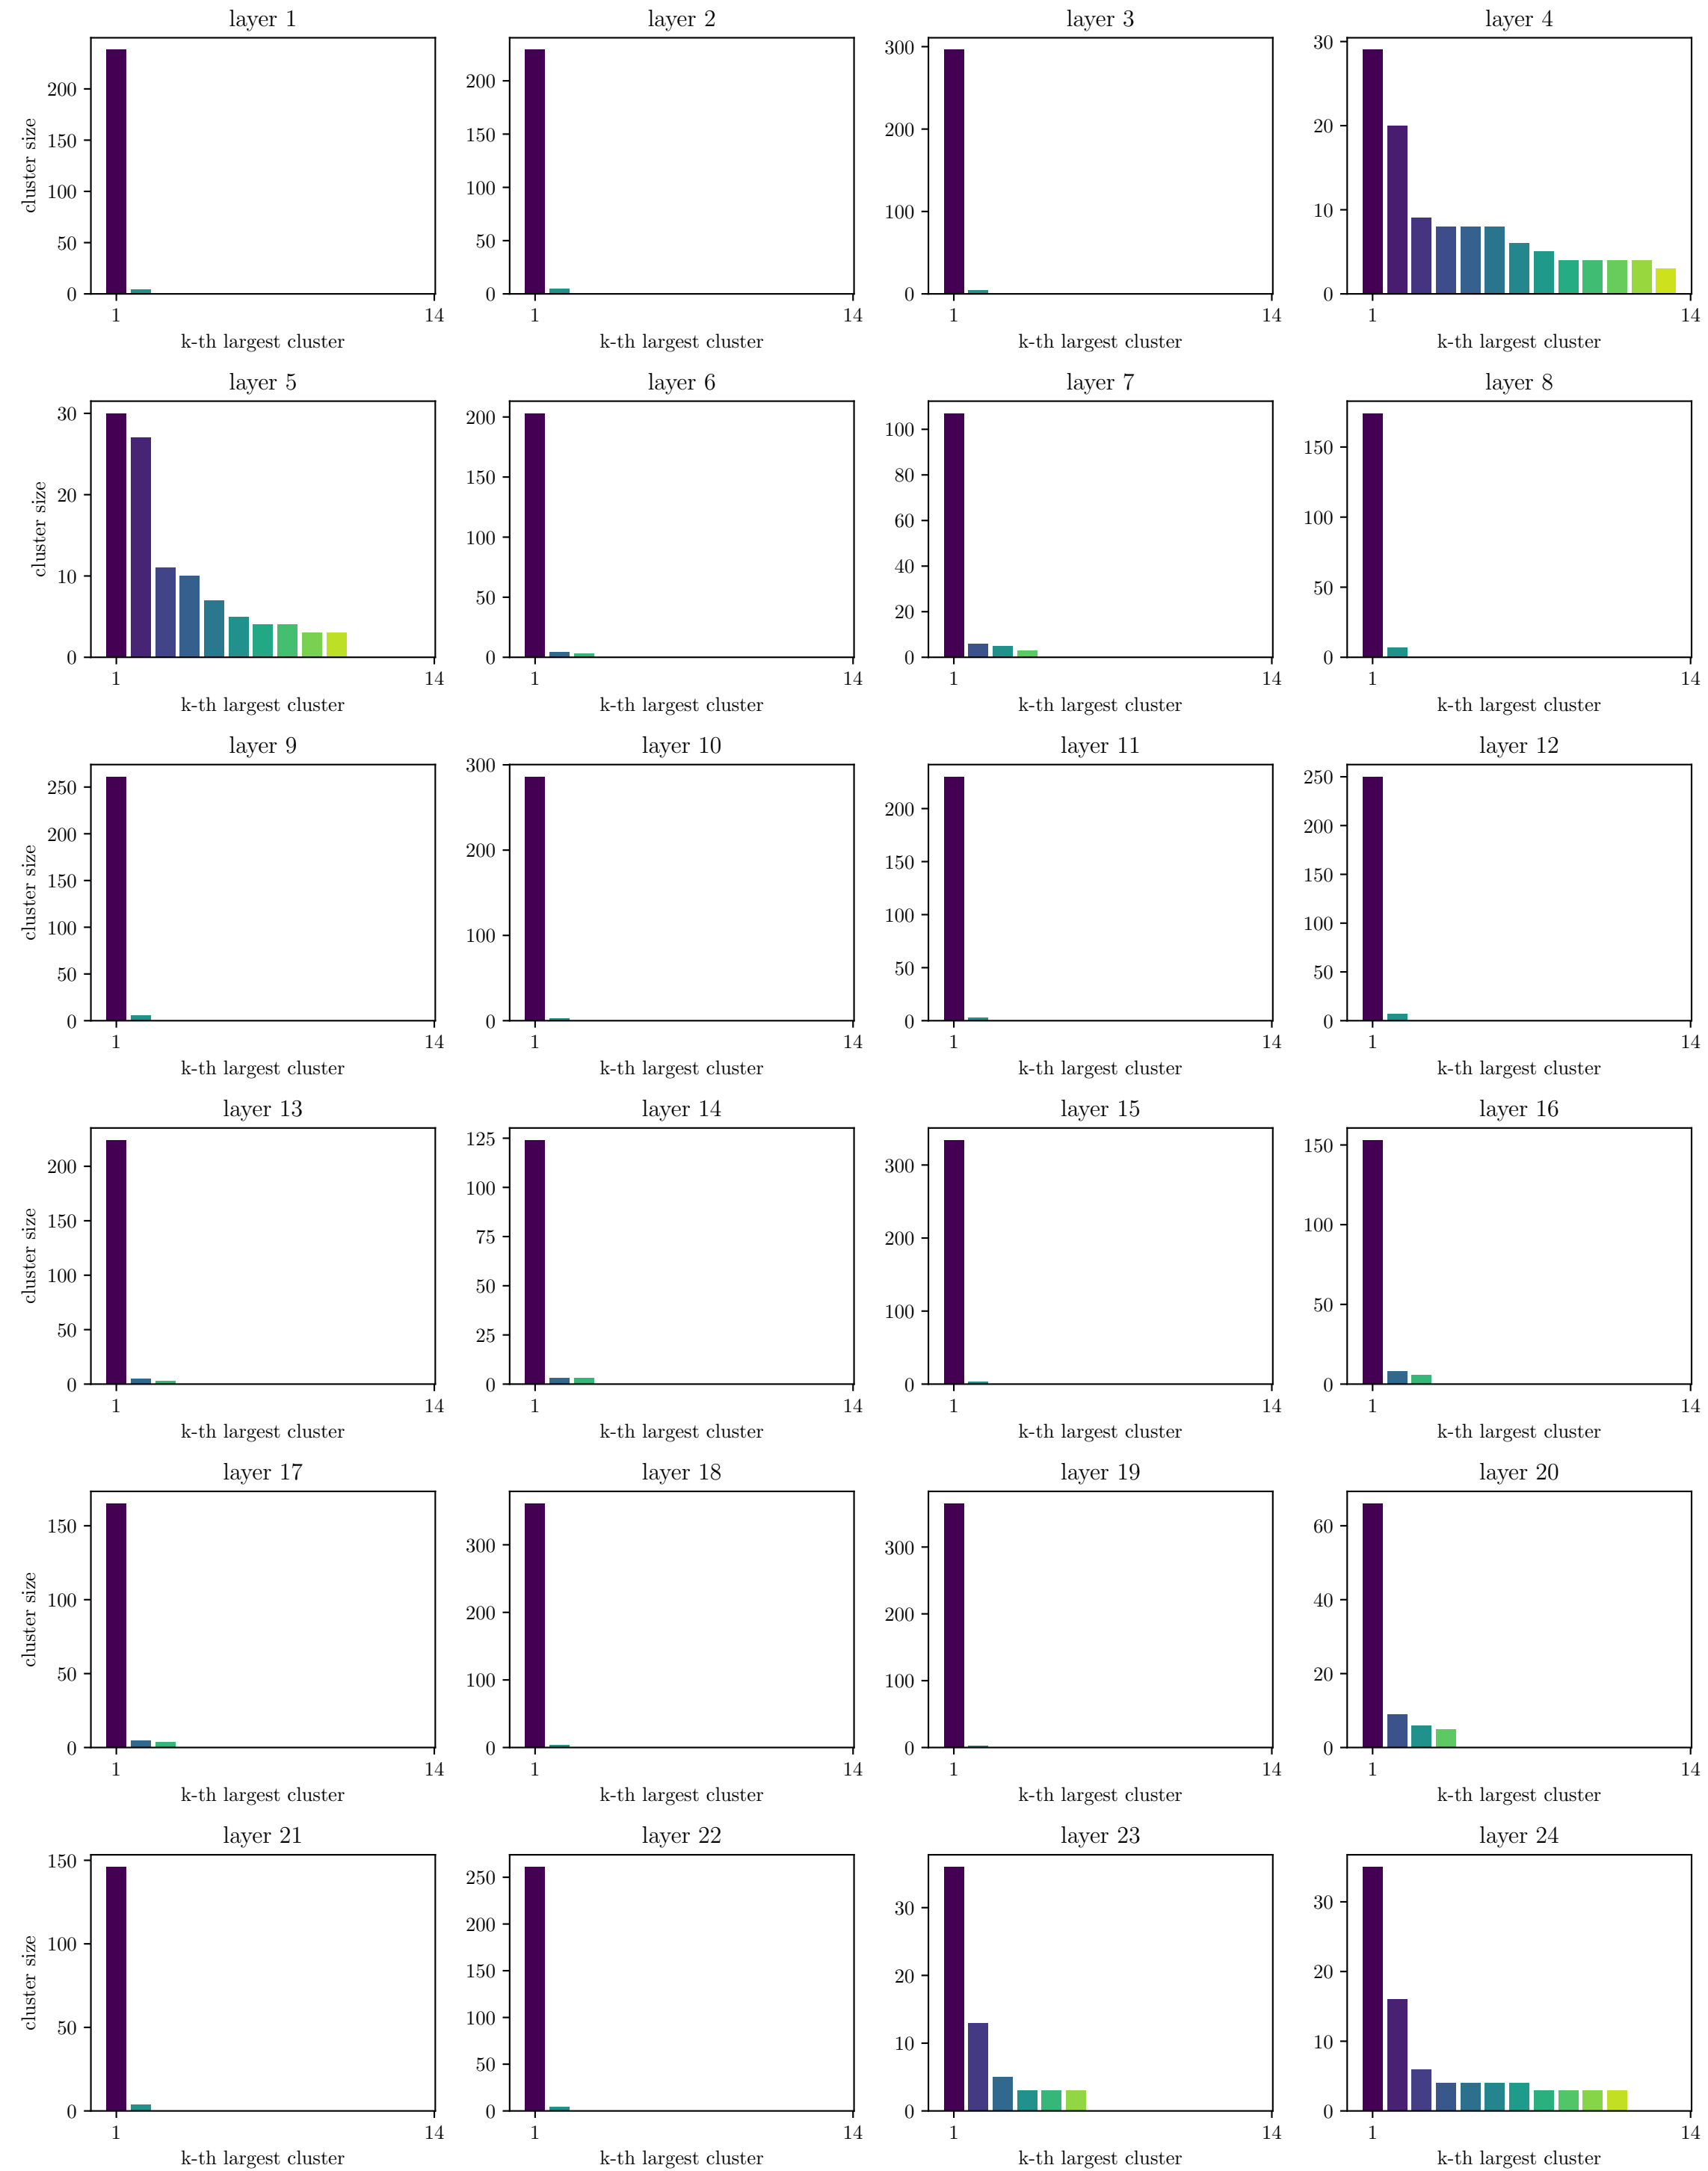 layer 1
cluster size
200
150
100
50
0
1 14
k-th largest cluster
layer 2
200
150
100
50
0
1 14
k-th largest cluster
layer 3
300
200
100
0
1 14
k-th largest cluster
layer 4
30
20
10
0
1 14
k-th largest cluster
layer 5
cluster size
30
20
10
0
1 14
k-th largest cluster
layer 6
200
150
100
50
0
1 14
k-th largest cluster
layer 7
100
80
60
40
20
0
1 14
k-th largest cluster
layer 8
150
100
50
0
1 14
k-th largest cluster
layer 9
cluster size
250
200
150
100
50
0
1 14
k-th largest cluster
layer 10
300
200
100
0
1 14
k-th largest cluster
layer 11
200
150
100
50
0
1 14
k-th largest cluster
layer 12
250
200
150
100
50
0
1 14
k-th largest cluster
layer 13
cluster size
200
150
100
50
0
1 14
k-th largest cluster
layer 14
125
100
75
50
25
0
1 14
k-th largest cluster
layer 15
300
200
100
0
1 14
k-th largest cluster
layer 16
150
100
50
0
1 14
k-th largest cluster
layer 17
cluster size
150
100
50
0
1 14
k-th largest cluster
layer 18
300
200
100
0
1 14
k-th largest cluster
layer 19
300
200
100
0
1 14
k-th largest cluster
layer 20
60
40
20
0
1 14
k-th largest cluster
layer 21
cluster size
150
100
50
0
1 14
k-th largest cluster
layer 22
250
200
150
100
50
0
1 14
k-th largest cluster
layer 23
30
20
10
0
1 14
k-th largest cluster
layer 24
30
20
10
0
1 14
k-th largest cluster